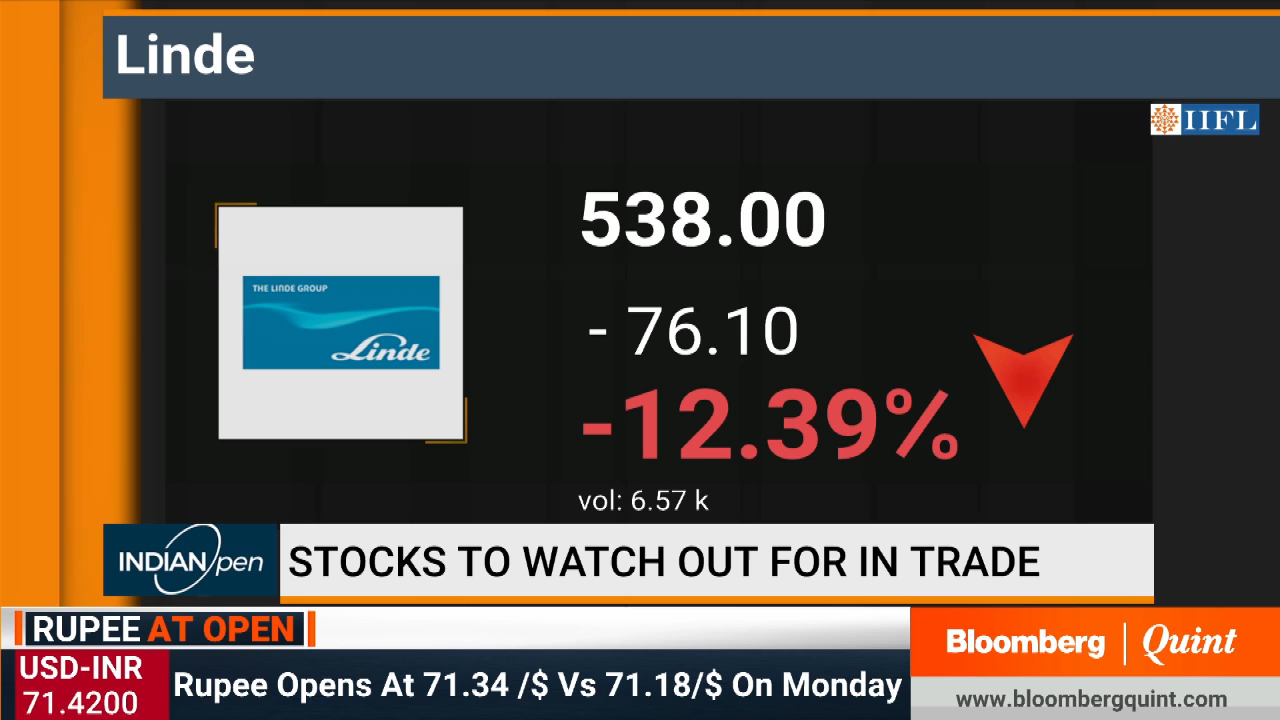 Linde
IIFL
THE LINDE GROUP
Linde
538.00
- 76.10
-12.39%
vol: 6.57 k
INDIAN Open
STOCKS TO WATCH OUT FOR IN TRADE
RUPEE AT OPEN
USD-INR
71.4200
Rupee Opens At 71.34 /$ Vs 71.18/$ On Monday
Bloomberg | Quint
www.bloombergquint.com